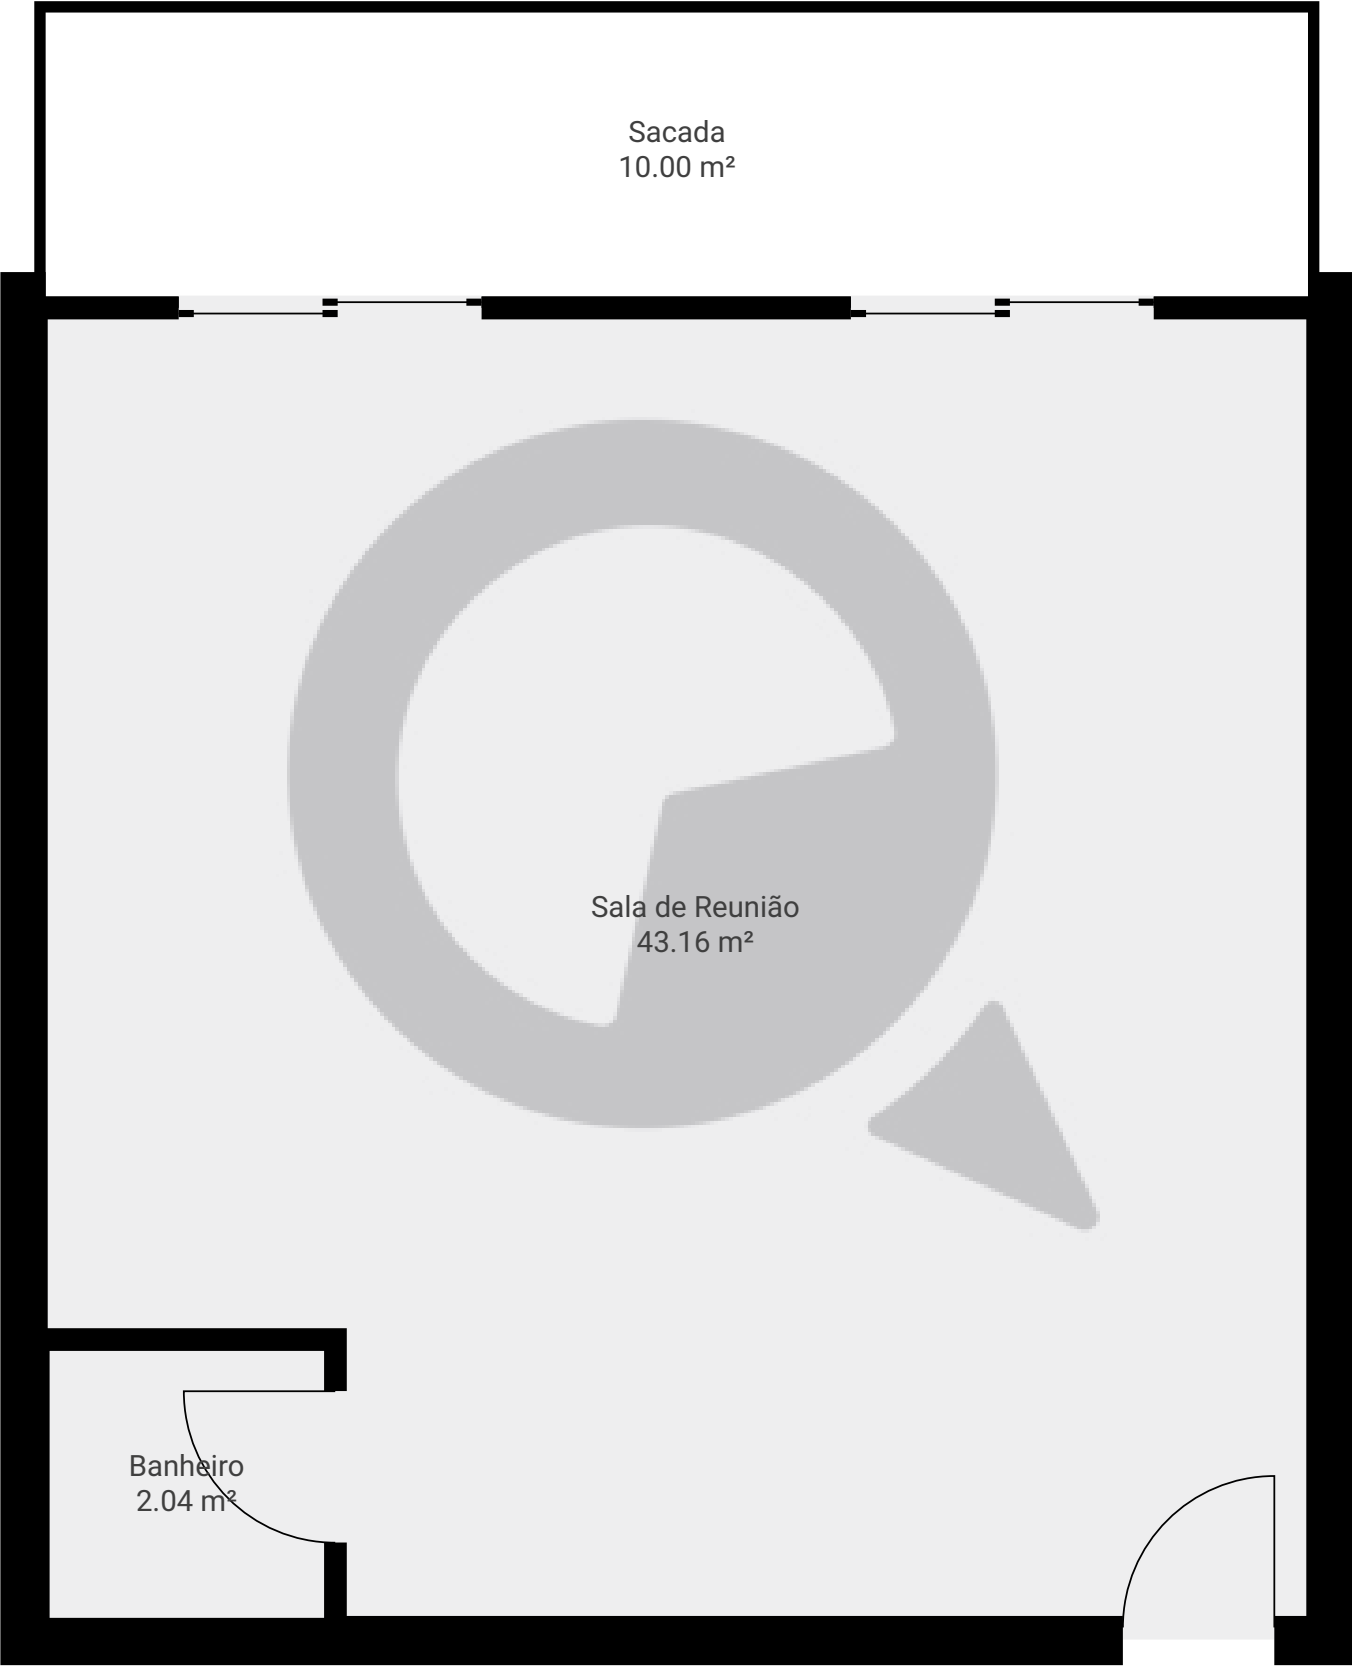 Sacada
10.00 m²
Sala de Reunião
43.16 m²
Banheiro
2.04 m²